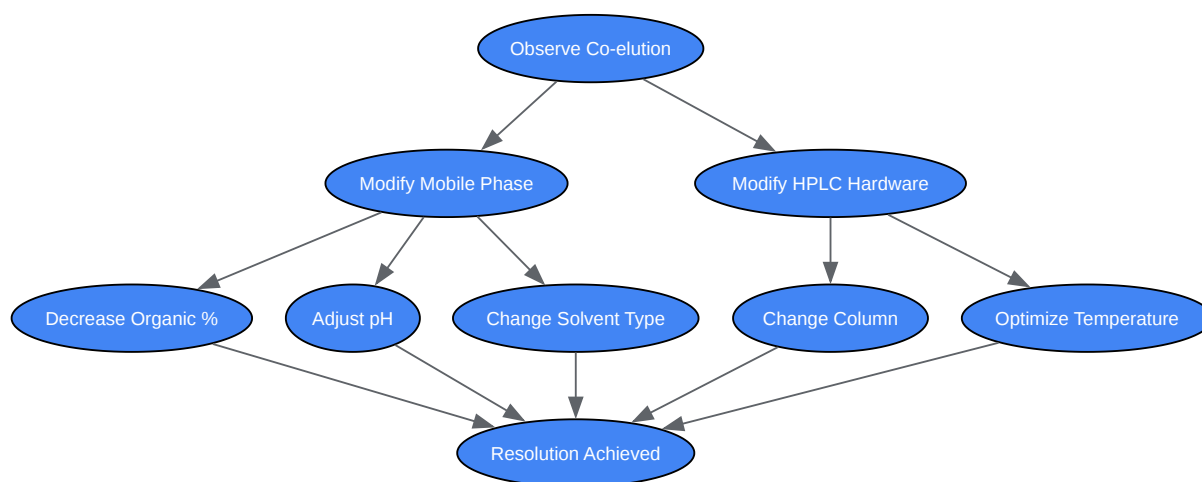 Observe Co-elution
Modify Mobile Phase
Modify HPLC Hardware
Decrease Organic %
Adjust pH
Change Solvent Type
Change Column
Optimize Temperature
Resolution Achieved